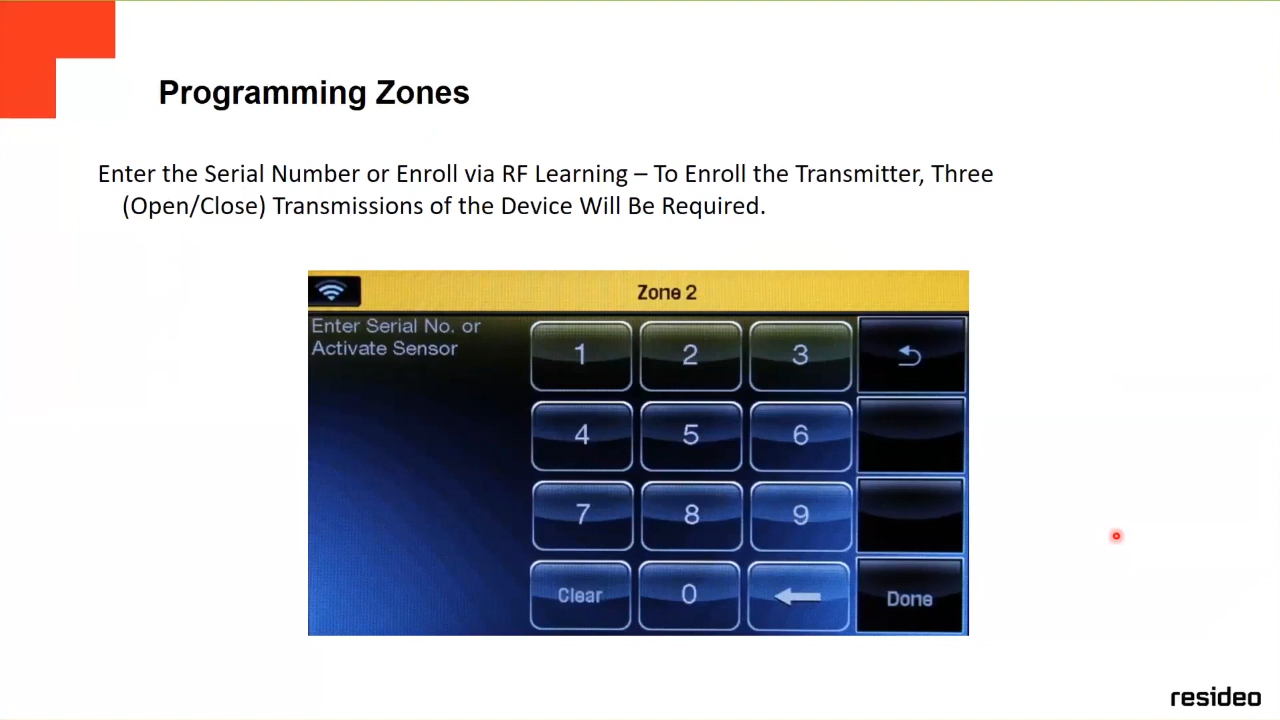 Programming Zones
Enter the Serial Number or Enroll via RF Learning – To Enroll the Transmitter, Three
(Open/Close) Transmissions of the Device Will Be Required.
Zone 2
Enter Serial No. or
Activate Sensor
1 2 3
4 5 6
7 8 9
Clear 0 Done
resideo